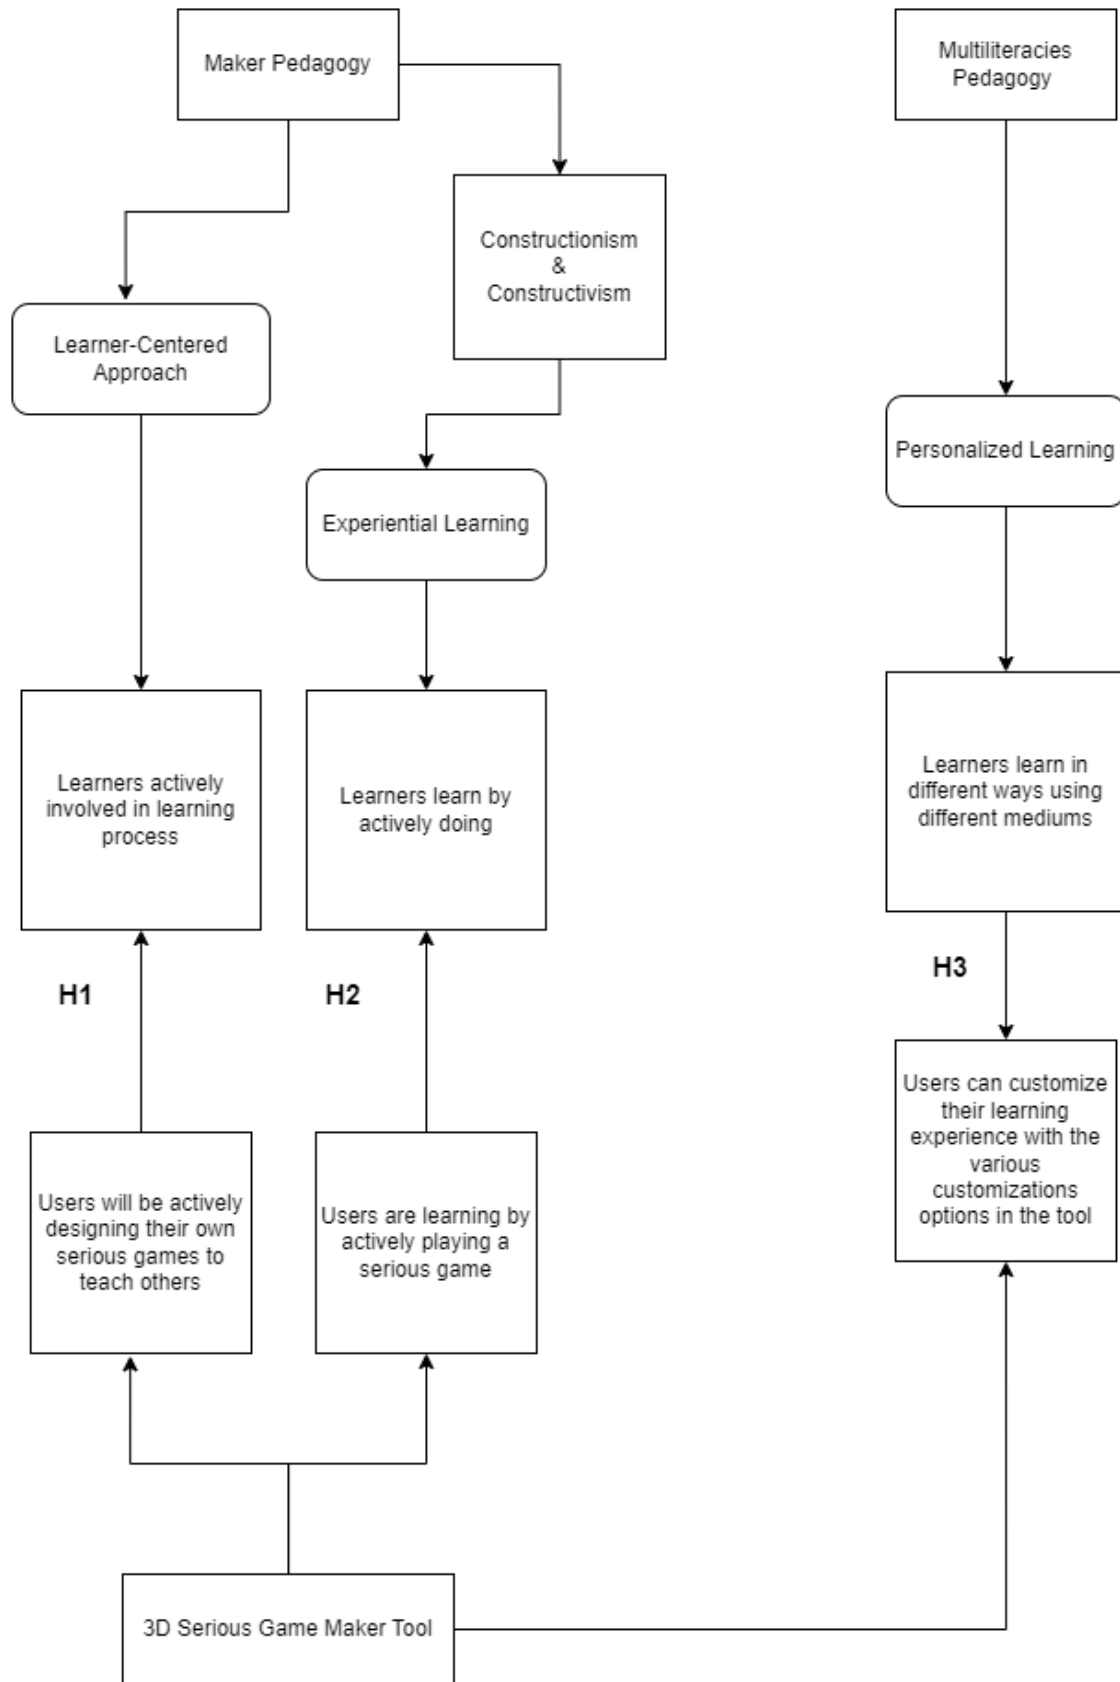 Maker Pedagogy
Multiliteracies
Pedagogy
Constructionism
&
Constructivism
Learner-Centered
Approach
Personalized Learning
Experiential Learning
Learners actively
involved in learning
process
Learners learn by
actively doing
Learners learn in
different ways using
different mediums
H1
H2
H3
Users will be actively
designing their own
serious games to
teach others
Users are learning by
actively playing a
serious game
Users can customize
their learning
experience with the
various
customizations
options in the tool
3D Serious Game Maker Tool